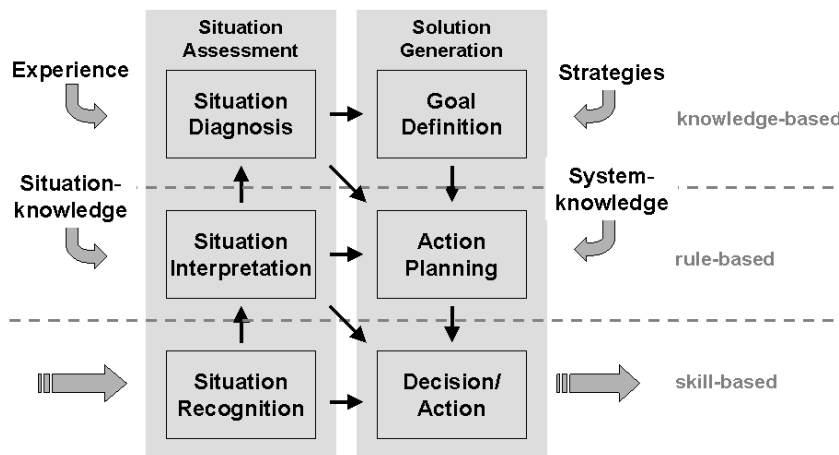 Situation
Assessment
Solution
Generation
Experience
Strategies
Situation
Diagnosis
Goal
Definition
knowledge-based
Situation-
knowledge
System-
knowledge
Situation
Interpretation
Action
Planning
rule-based
Situation
Recognition
Decision/
Action
skill-based